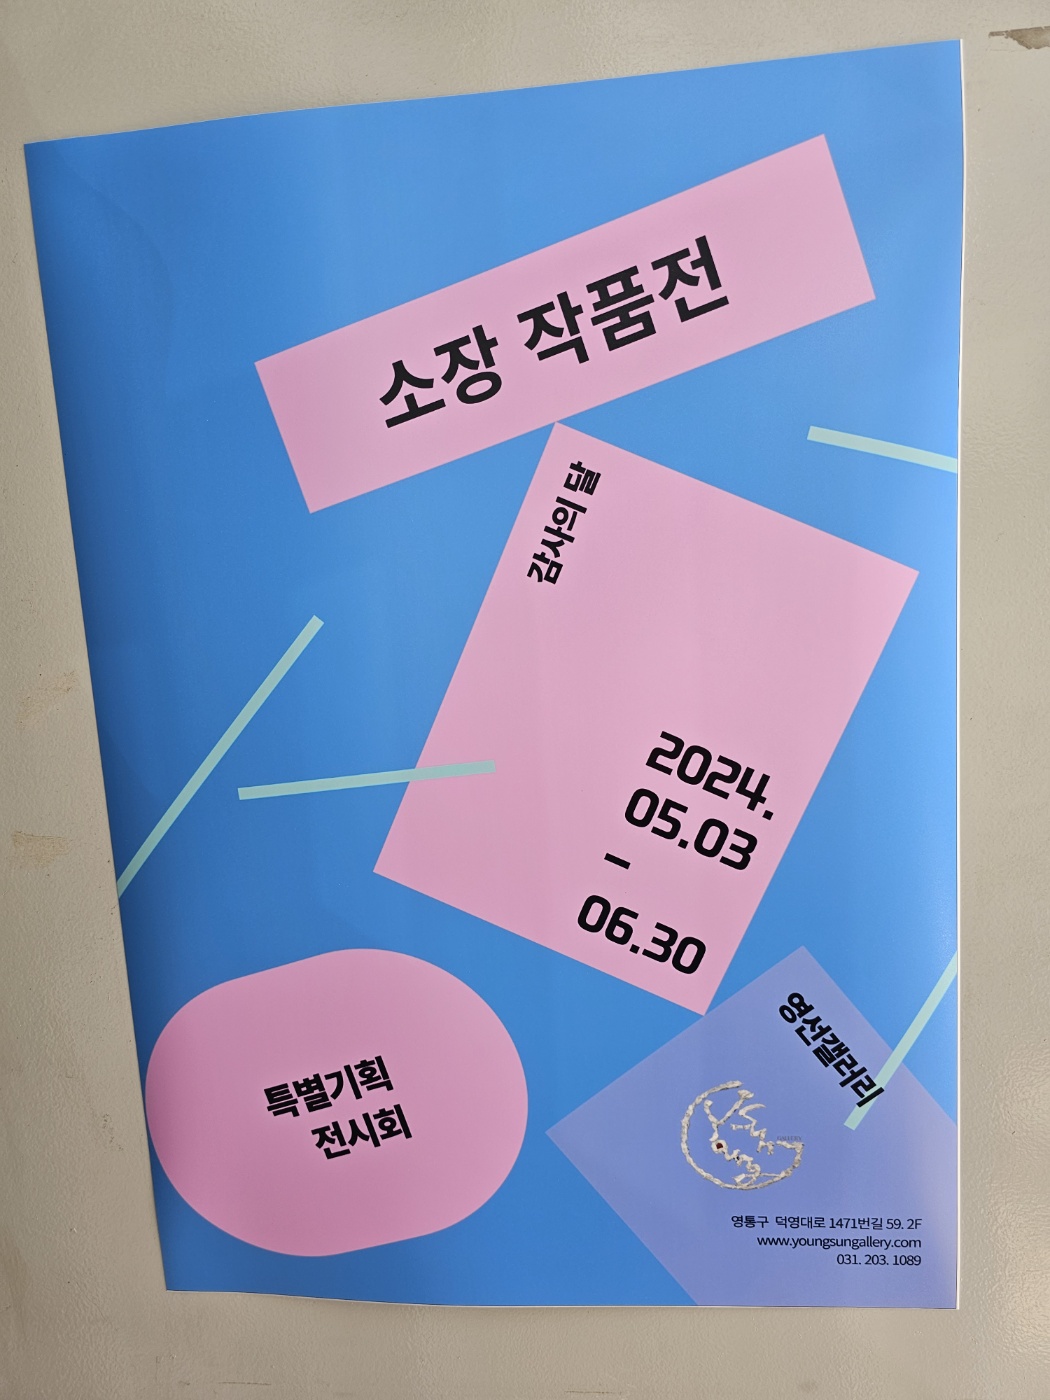 소장 작품전
감사의 달
2024.
05.03
–
06.30
특별기획
전시회
영선갤러리
영통구 덕영대로 1471번길 59. 2F
www.youngsungallery.com
031. 203. 1089